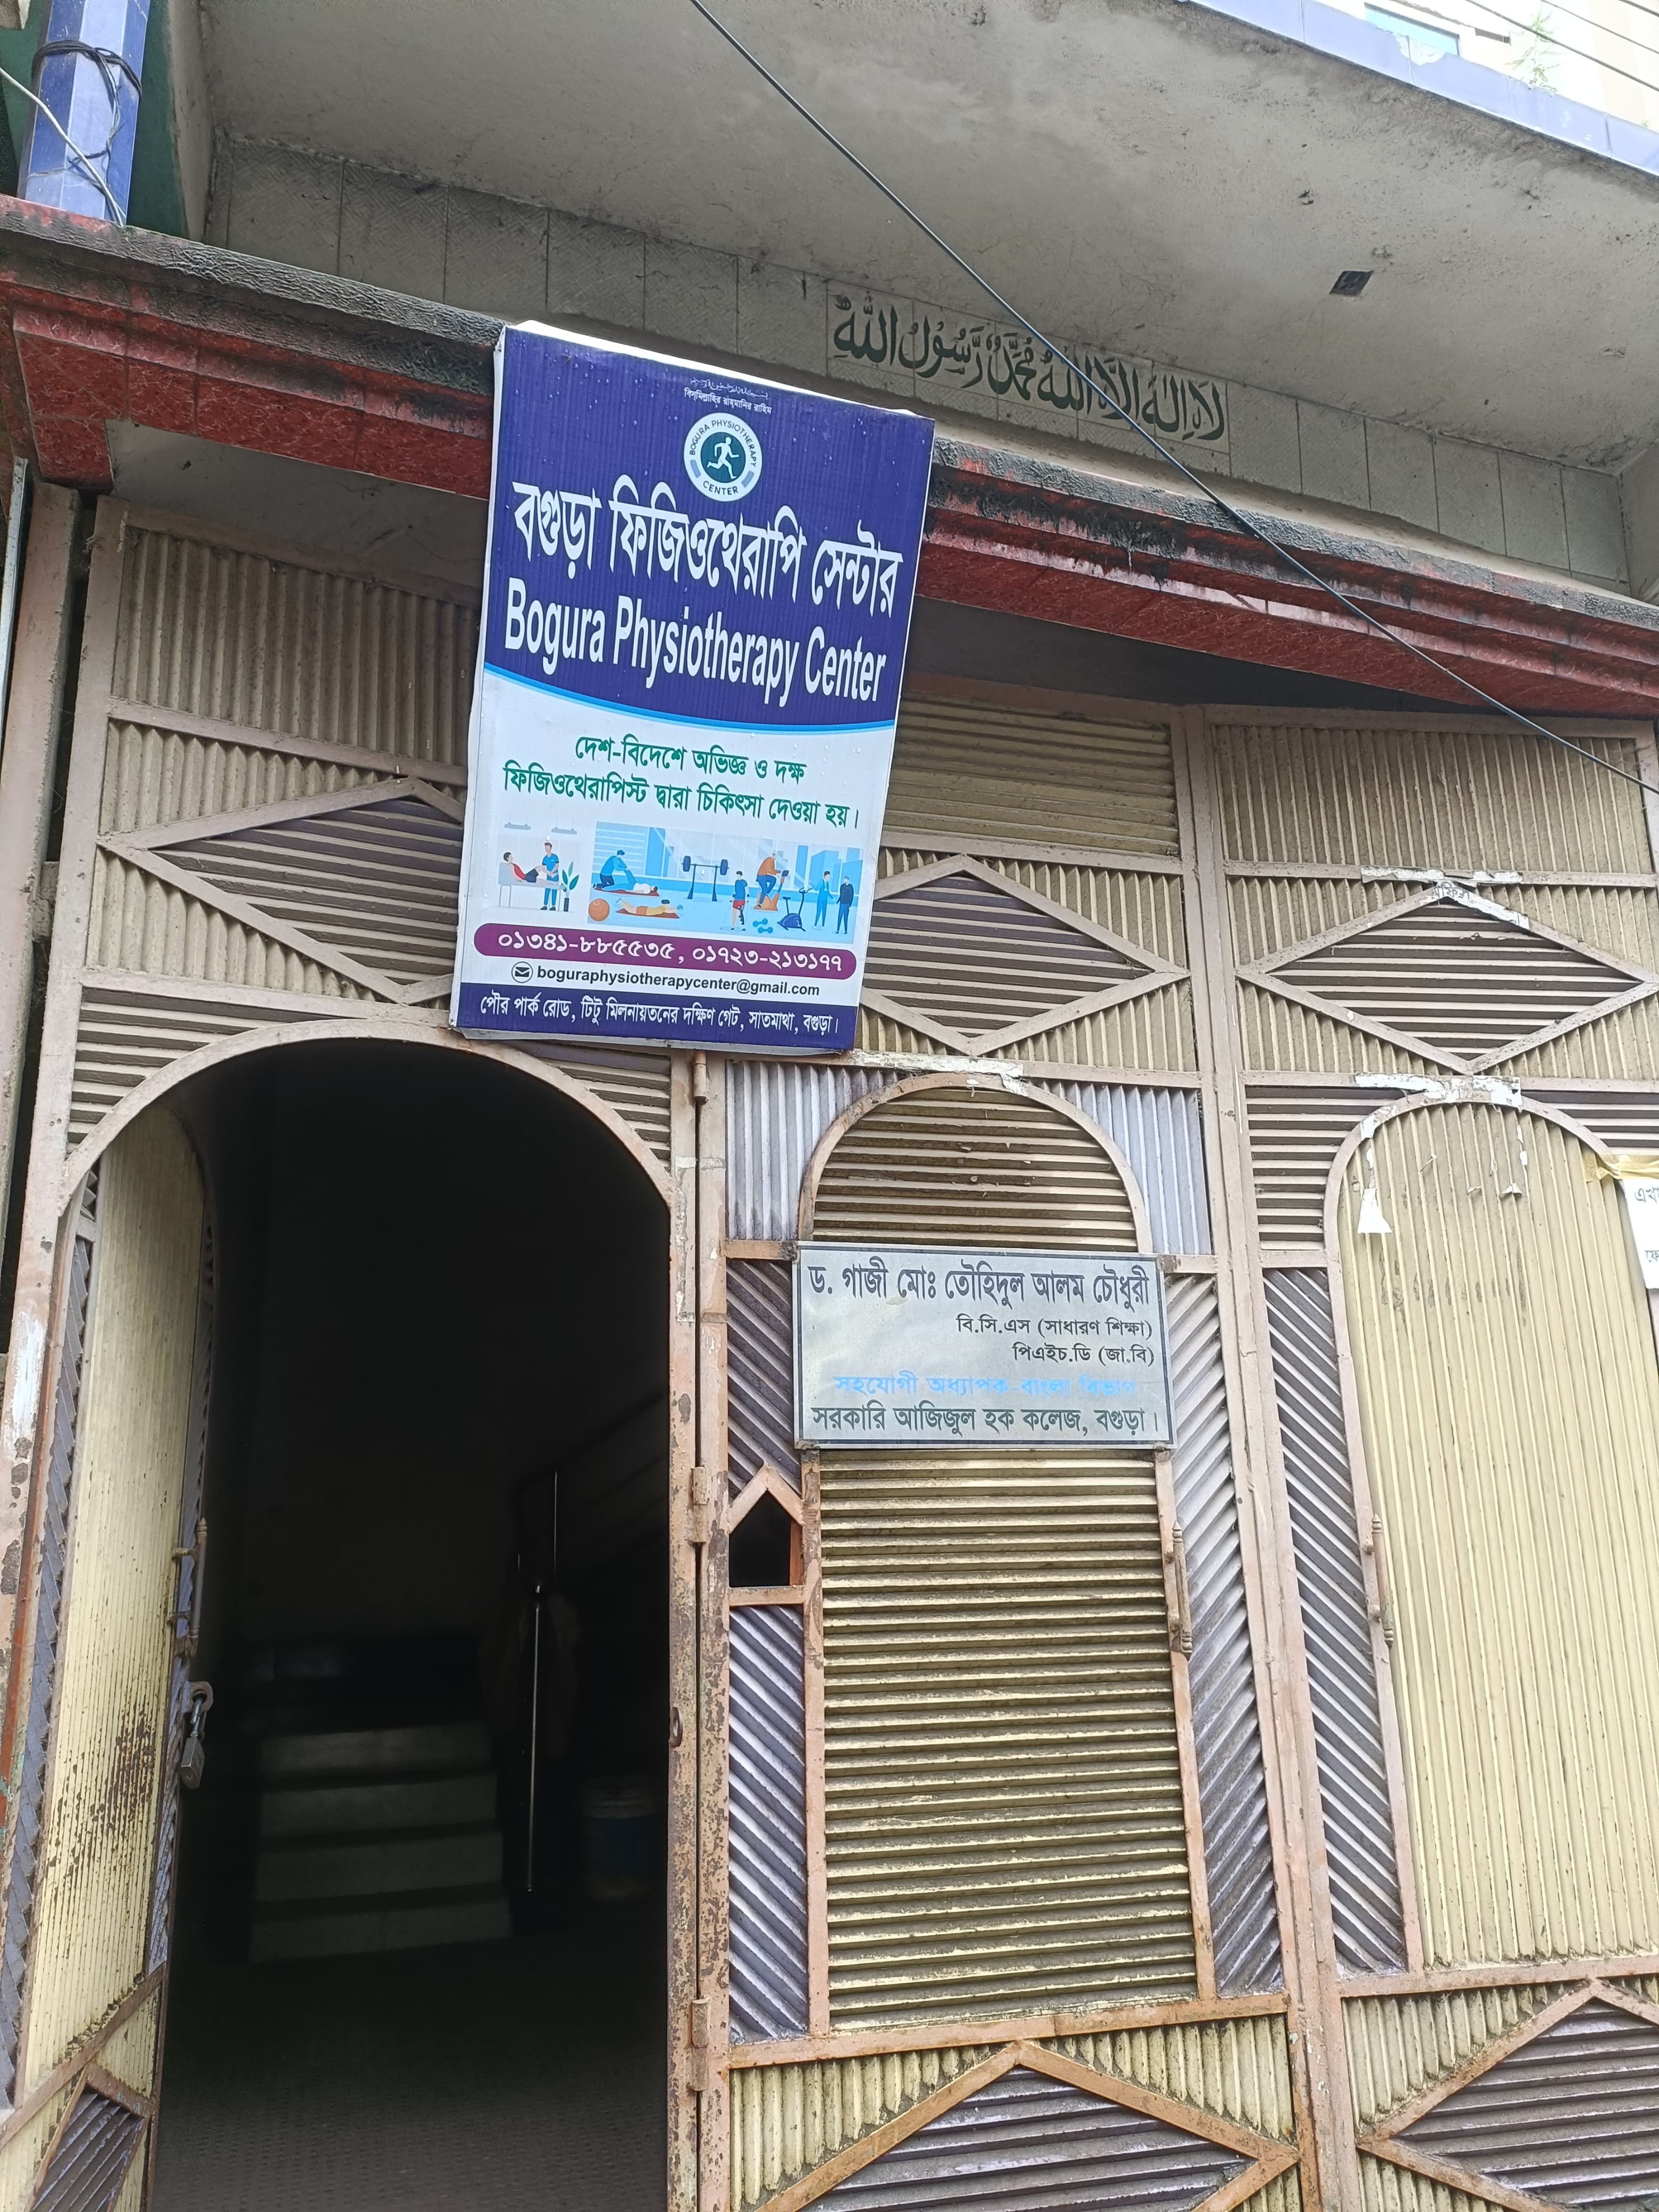 لا اله الا الله محمد رسول الله
বিস্‌মিল্লাহির রাহ্‌মানির রাহিম
BOGURA PHYSIOTHERAPY
CENTER
বগুড়া ফিজিওথেরাপি সেন্টার
Bogura Physiotherapy Center
দেশ-বিদেশে অভিজ্ঞ ও দক্ষ
ফিজিওথেরাপিস্ট দ্বারা চিকিৎসা দেওয়া হয়।
০১৩৪১-৮৮৫৫৩৫, ০১৭২৩-২১৩১৭৭
boguraphysiotherapycenter@gmail.com
পৌর পার্ক রোড, টিটু মিলনায়তনের দক্ষিণ গেট, সাতমাথা, বগুড়া।
ড. গাজী মোঃ তৌহিদুল আলম চৌধুরী
বি.সি.এস (সাধারণ শিক্ষা)
পিএইচ.ডি (জা.বি)
সহযোগী অধ্যাপক বাংলা বিভাগ
সরকারি আজিজুল হক কলেজ, বগুড়া।